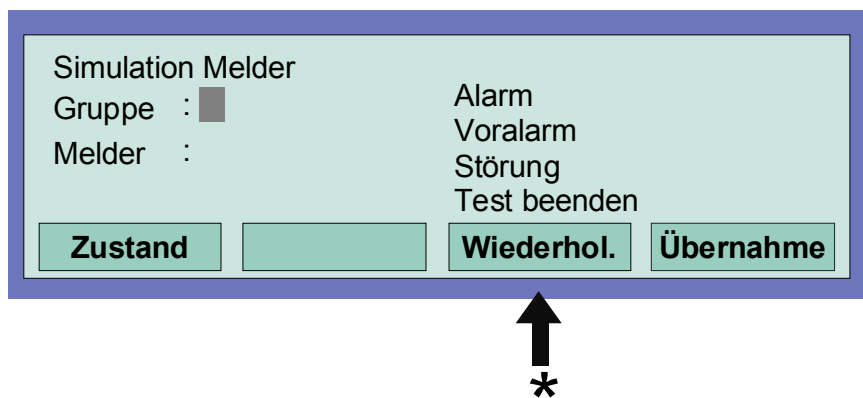 Simulation Melder
Gruppe :
Melder :
Alarm
Voralarm
Störung
Test beenden
Zustand Wiederhol. Übernahme
*